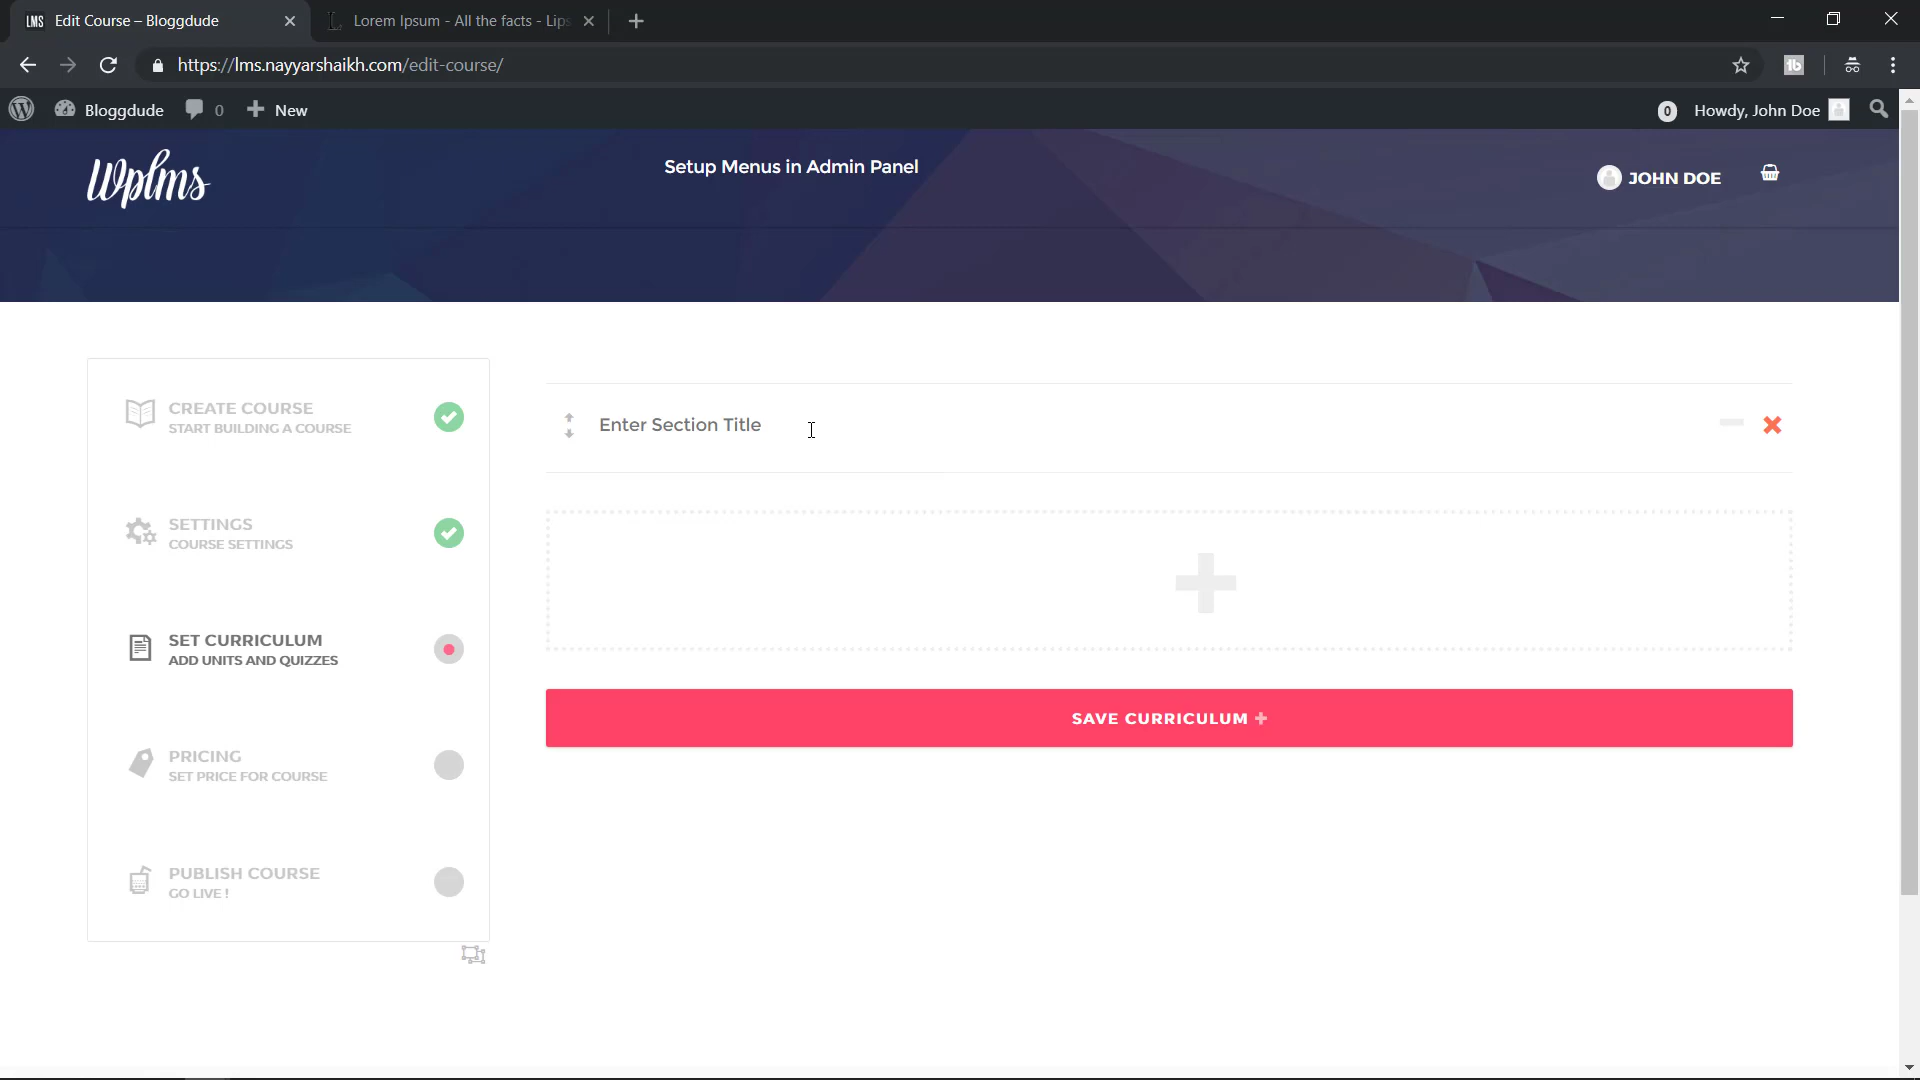 LMS Edit Course – Bloggdude
L Lorem Ipsum - All the facts - Lips
https://lms.nayyarshaikh.com/edit-course/
tb
Bloggdude 0 New
0 Howdy, John Doe
Wplms
Setup Menus in Admin Panel
JOHN DOE
CREATE COURSE
START BUILDING A COURSE
SETTINGS
COURSE SETTINGS
SET CURRICULUM
ADD UNITS AND QUIZZES
PRICING
SET PRICE FOR COURSE
PUBLISH COURSE
GO LIVE !
Enter Section Title
SAVE CURRICULUM +